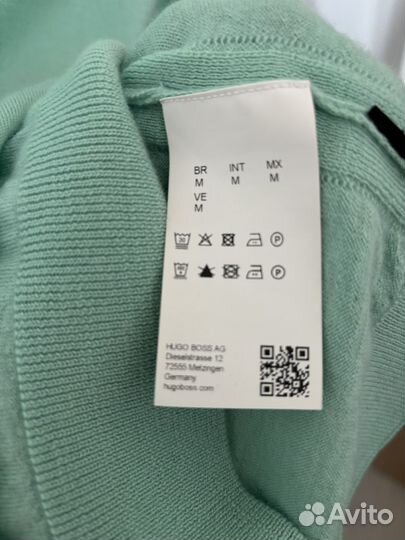 BR INT MX
M M M
VE
M
HUGO BOSS AG
Dieselstrasse 12
72555 Metzingen
Germany
hugoboss.com
Avito